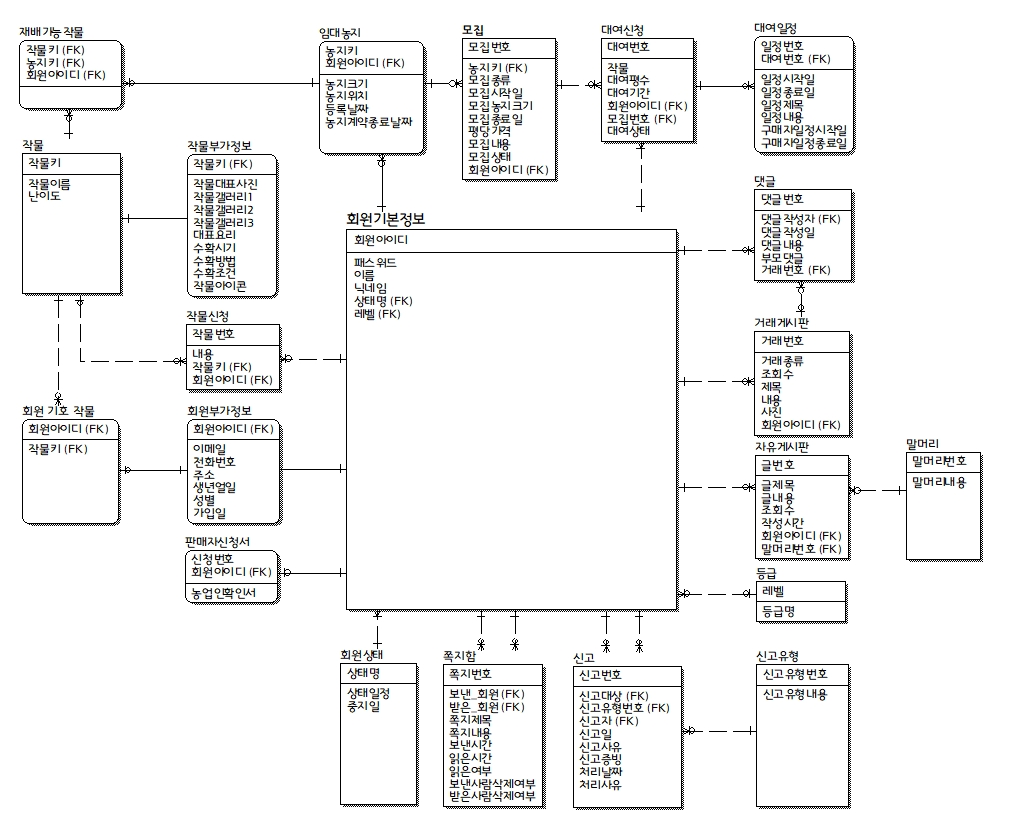 재배가능 작물
작물키 (FK)
농지키 (FK)
회원아이디 (FK)
임대농지
농지키
회원아이디 (FK)
농지크기
농지위치
등록날짜
농지계약종료날짜
모집
모집번호
농지키 (FK)
모집종류
모집시작일
모집농지크기
모집종료일
평당가격
모집내용
모집상태
회원아이디 (FK)
대여신청
대여번호
작물
대여평수
대여기간
회원아이디 (FK)
모집번호 (FK)
대여상태
대여일정
일정번호
대여번호 (FK)
일정시작일
일정종료일
일정제목
일정내용
구매자일정시작일
구매자일정종료일
작물
작물키
작물이름
난이도
작물부가정보
작물키 (FK)
작물대표사진
작물갤러리1
작물갤러리2
작물갤러리3
대표요리
수확시기
수확방법
수확조건
작물아이콘
회원기본정보
회원아이디
패스워드
이름
닉네임
상태명 (FK)
레벨 (FK)
댓글
댓글번호
댓글작성자 (FK)
댓글작성일
댓글내용
부모댓글
거래번호 (FK)
작물신청
작물번호
내용
작물키 (FK)
회원아이디 (FK)
거래게시판
거래번호
거래종류
조회수
제목
내용
사진
회원아이디 (FK)
회원 기호 작물
회원아이디 (FK)
작물키 (FK)
회원부가정보
회원아이디 (FK)
이메일
전화번호
주소
생년월일
성별
가입일
자유게시판
글번호
글제목
글내용
조회수
작성시간
회원아이디 (FK)
말머리번호 (FK)
말머리
말머리번호
말머리내용
판매자신청서
신청번호
회원아이디 (FK)
농업인확인서
등급
레벨
등급명
회원상태
상태명
상태일정
중지일
쪽지함
쪽지번호
보낸_회원 (FK)
받은_회원 (FK)
쪽지제목
쪽지내용
보낸시간
읽은시간
읽은여부
보낸사람삭제여부
받은사람삭제여부
신고
신고번호
신고대상 (FK)
신고유형번호 (FK)
신고자 (FK)
신고일
신고사유
신고증빙
처리날짜
처리사유
신고유형
신고유형번호
신고유형내용